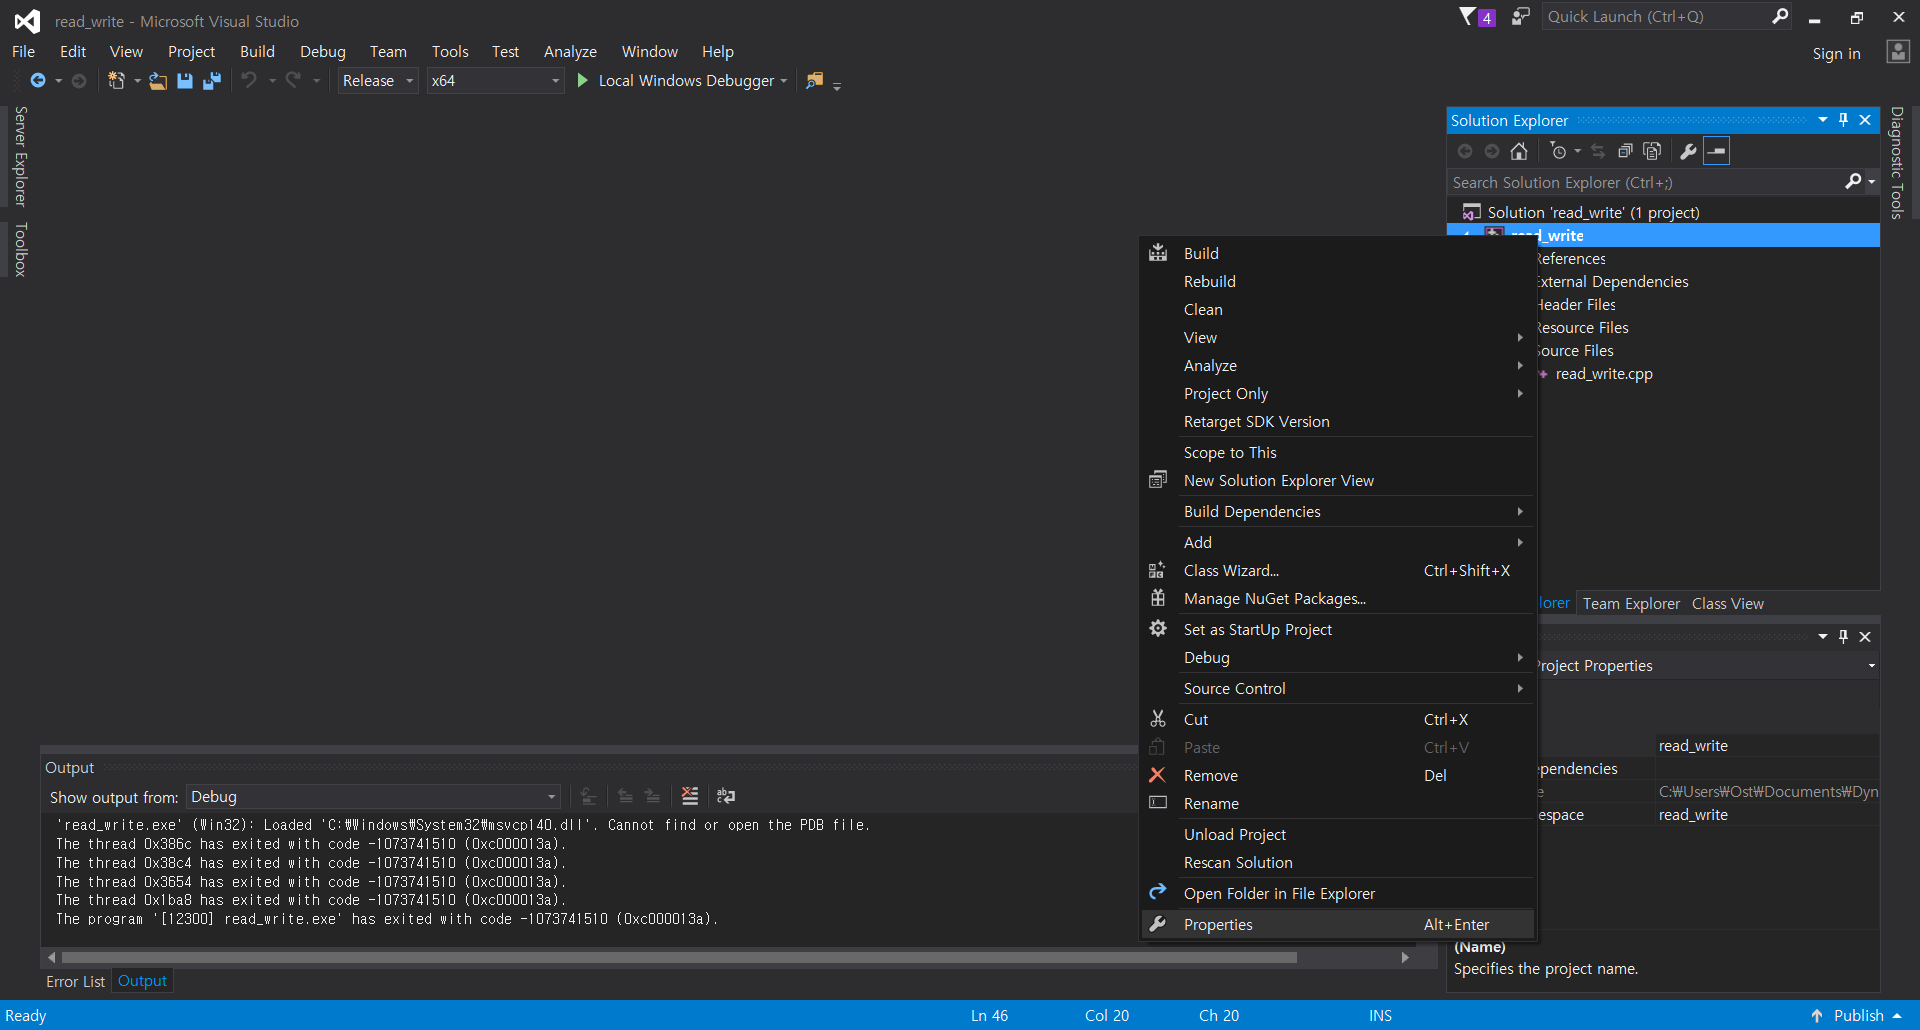 read_write - Microsoft Visual Studio
4
Quick Launch (Ctrl+Q)
File Edit View Project Build Debug Team Tools Test Analyze Window Help
Sign in
Release x64 Local Windows Debugger
Server Explorer
Toolbox
Solution Explorer
Search Solution Explorer (Ctrl+;)
Solution 'read_write' (1 project)
read_write
References
External Dependencies
Header Files
Resource Files
Source Files
read_write.cpp
Diagnostic Tools
Build
Rebuild
Clean
View
Analyze
Project Only
Retarget SDK Version
Scope to This
New Solution Explorer View
Build Dependencies
Add
Class Wizard... Ctrl+Shift+X
Manage NuGet Packages...
Set as StartUp Project
Debug
Source Control
Cut Ctrl+X
Paste Ctrl+V
Remove Del
Rename
Unload Project
Rescan Solution
Open Folder in File Explorer
Properties Alt+Enter
lorer Team Explorer Class View
roject Properties
read_write
ependencies
e C:₩Users₩Ost₩Documents₩Dyn
espace read_write
(Name)
Specifies the project name.
Output
Show output from: Debug
'read_write.exe' (Win32): Loaded 'C:₩Windows₩System32₩msvcp140.dll'. Cannot find or open the PDB file.
The thread 0x386c has exited with code -1073741510 (0xc000013a).
The thread 0x38c4 has exited with code -1073741510 (0xc000013a).
The thread 0x3654 has exited with code -1073741510 (0xc000013a).
The thread 0x1ba8 has exited with code -1073741510 (0xc000013a).
The program '[12300] read_write.exe' has exited with code -1073741510 (0xc000013a).
Error List Output
Ready Ln 46 Col 20 Ch 20 INS Publish